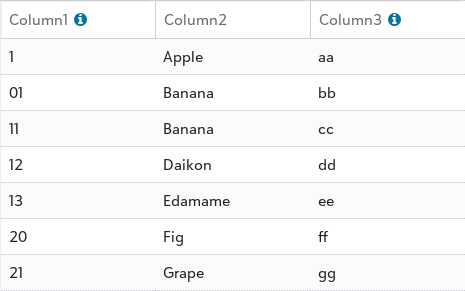 Column1 Column2 Column3
1 Apple aa
01 Banana bb
11 Banana cc
12 Daikon dd
13 Edamame ee
20 Fig ff
21 Grape gg